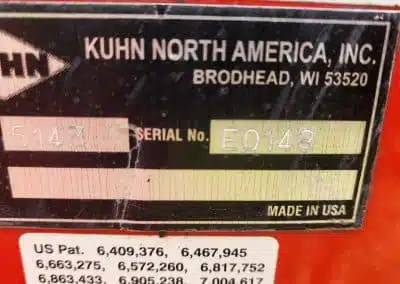 KUHN NORTH AMERICA, INC.
BRODHEAD, WI 53520
HN
5148 SERIAL No. E0148
MADE IN USA
US Pat. 6,409,376, 6,467,945
6,663,275, 6,572,260, 6,817,752
6,863,433, 6,905,238, 7,004,617